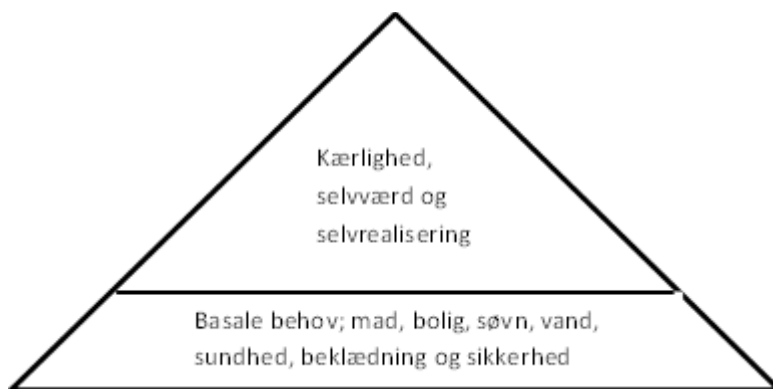 Kærlighed,
selvværd og
selvrealisering
Basale behov; mad, bolig, søvn, vand,
sundhed, beklædning og sikkerhed